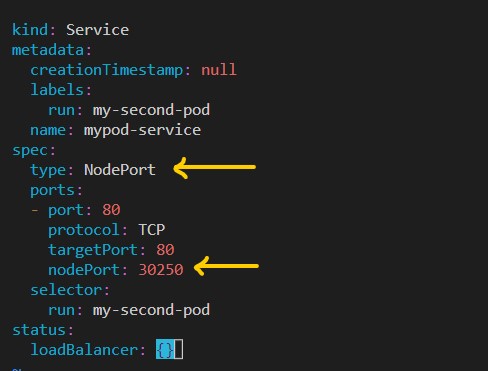 kind: Service
metadata:
  creationTimestamp: null
  labels:
    run: my-second-pod
  name: mypod-service
spec:
  type: NodePort
  ports:
  - port: 80
    protocol: TCP
    targetPort: 80
    nodePort: 30250
  selector:
    run: my-second-pod
status:
  loadBalancer: {}